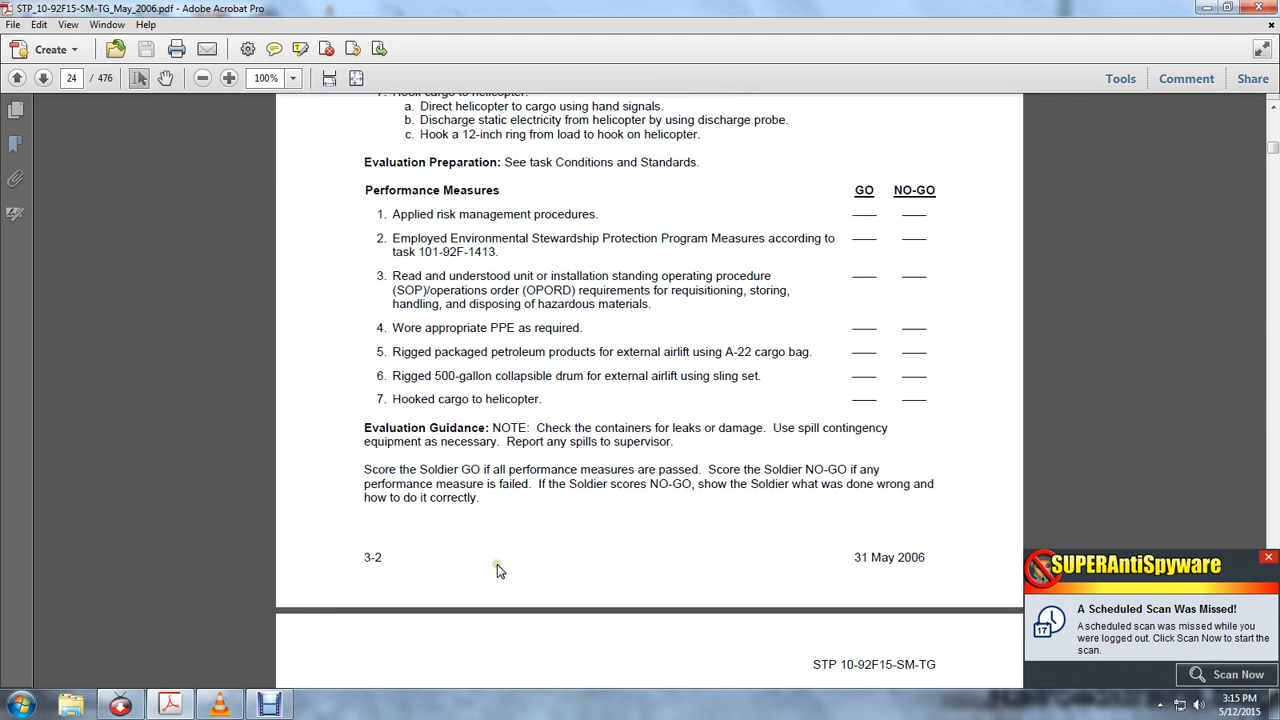 STP_10-92F15-SM-TG_May_2006.pdf - Adobe Acrobat Pro
File Edit View Window Help
Create
24 / 476 100% Tools Comment Share
a. Direct helicopter to cargo using hand signals.
b. Discharge static electricity from helicopter by using discharge probe.
c. Hook a 12-inch ring from load to hook on helicopter.
Evaluation Preparation: See task Conditions and Standards.
Performance Measures GO NO-GO
1. Applied risk management procedures.
2. Employed Environmental Stewardship Protection Program Measures according to
task 101-92F-1413.
3. Read and understood unit or installation standing operating procedure
(SOP)/operations order (OPORD) requirements for requisitioning, storing,
handling, and disposing of hazardous materials.
4. Wore appropriate PPE as required.
5. Rigged packaged petroleum products for external airlift using A-22 cargo bag.
6. Rigged 500-gallon collapsible drum for external airlift using sling set.
7. Hooked cargo to helicopter.
Evaluation Guidance: NOTE: Check the containers for leaks or damage. Use spill contingency
equipment as necessary. Report any spills to supervisor.
Score the Soldier GO if all performance measures are passed. Score the Soldier NO-GO if any
performance measure is failed. If the Soldier scores NO-GO, show the Soldier what was done wrong and
how to do it correctly.
3-2 31 May 2006
STP 10-92F15-SM-TG
SUPERAntiSpyware
A Scheduled Scan Was Missed!
17
A scheduled scan was missed while you
were logged out. Click Scan Now to start the
scan.
Scan Now
3:15 PM
5/12/2015